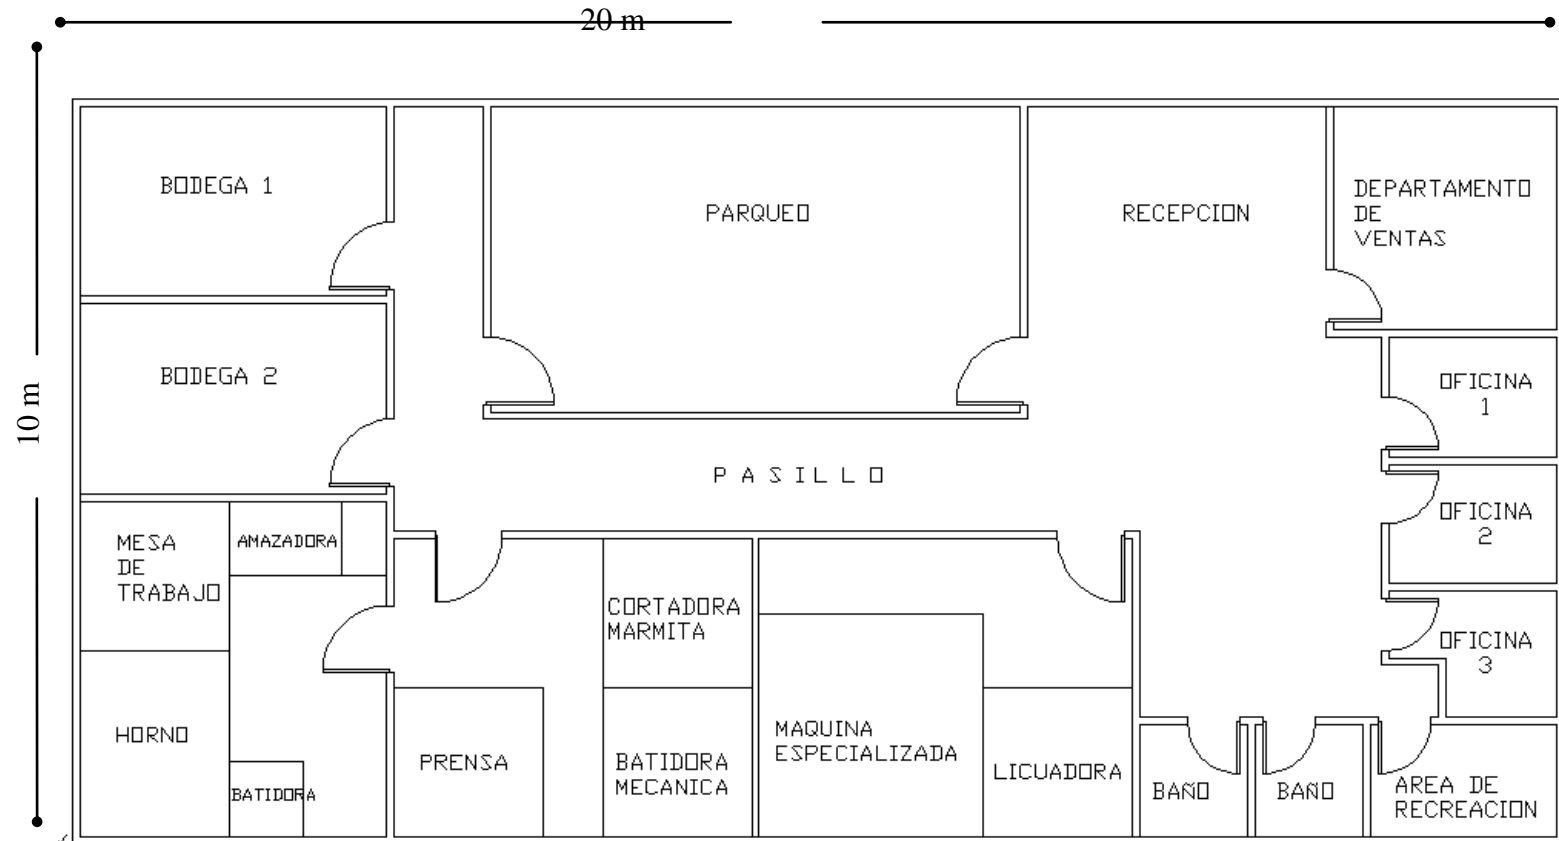 20 m
10 m
BODEGA 1
PARQUEO
RECEPCION
DEPARTAMENTO
DE
VENTAS
BODEGA 2
OFICINA
1
PASILLO
OFICINA
2
MESA
DE
TRABAJO
AMAZADORA
CORTADORA
MARMITA
OFICINA
3
HORNO
PRENSA
BATIDORA
BATIDORA
MECANICA
MAQUINA
ESPECIALIZADA
LICUADORA
BAÑO
BAÑO
AREA DE
RECREACION